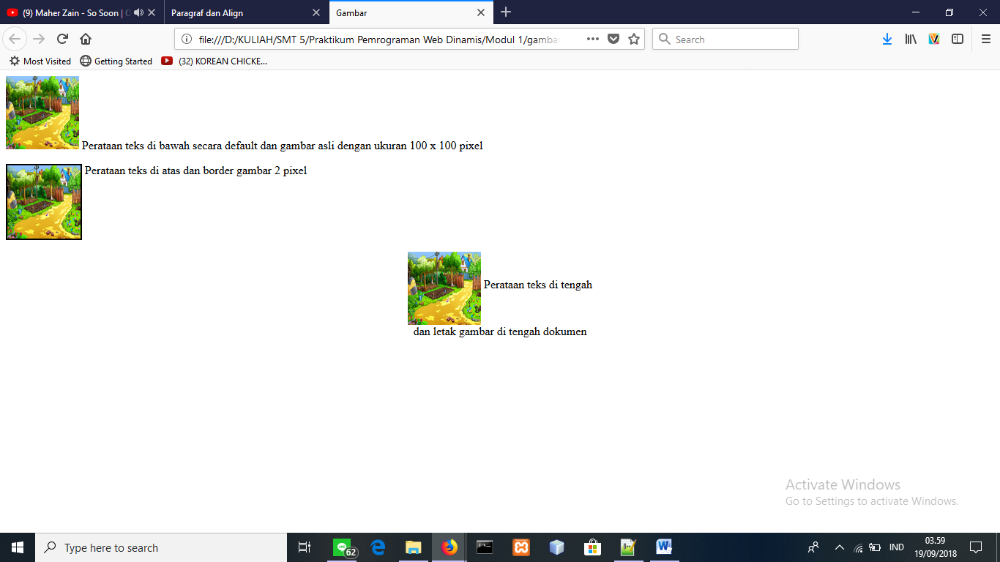 (9) Maher Zain - So Soon |
Paragraf dan Align
Gambar
file:///D:/KULIAH/SMT 5/Praktikum Pemrograman Web Dinamis/Modul 1/gamba
Search
Most Visited
Getting Started
(32) KOREAN CHICKE...
Perataan teks di bawah secara default dan gambar asli dengan ukuran 100 x 100 pixel
Perataan teks di atas dan border gambar 2 pixel
Perataan teks di tengah
dan letak gambar di tengah dokumen
Activate Windows
Go to Settings to activate Windows.
Type here to search
LINE
62
IND
03.59
19/09/2018